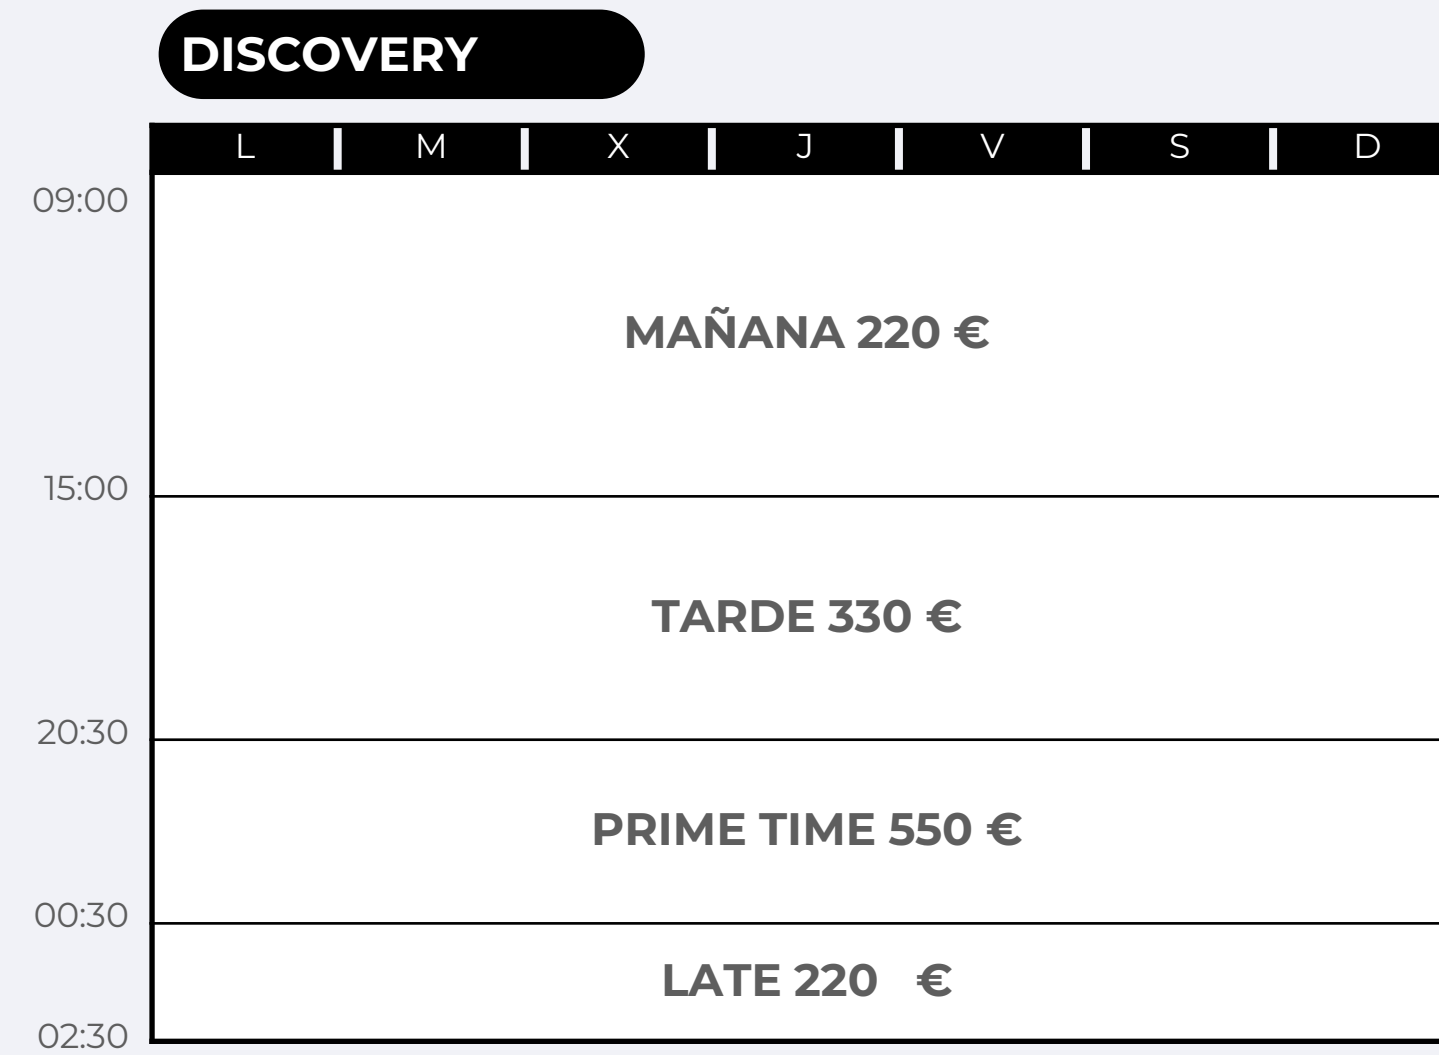 DISCOVERY
L M X J V S D
09:00
MAÑANA 220 €
15:00
TARDE 330 €
20:30
PRIME TIME 550 €
00:30
LATE 220 €
02:30